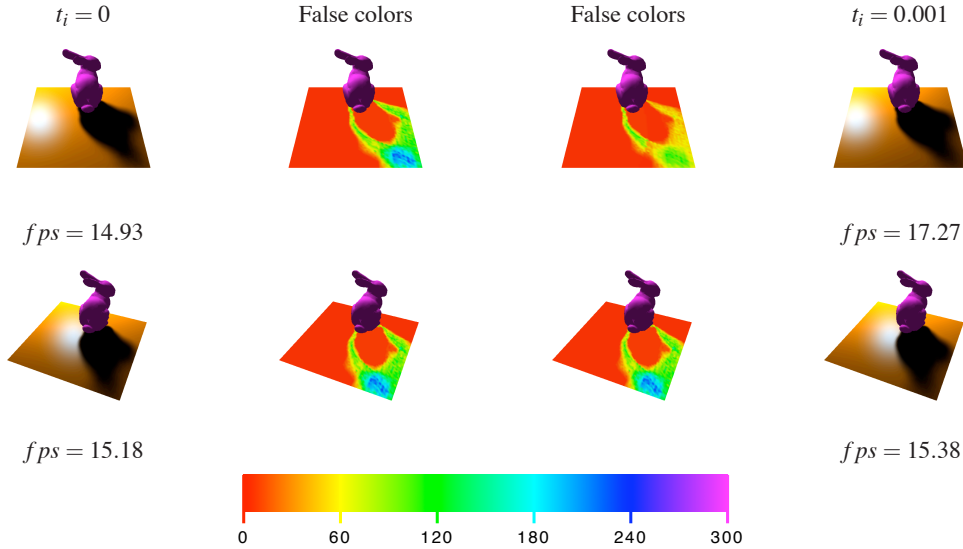 t_i = 0 False colors False colors t_i = 0.001
fps = 14.93 fps = 17.27
fps = 15.18 fps = 15.38
0 60 120 180 240 300